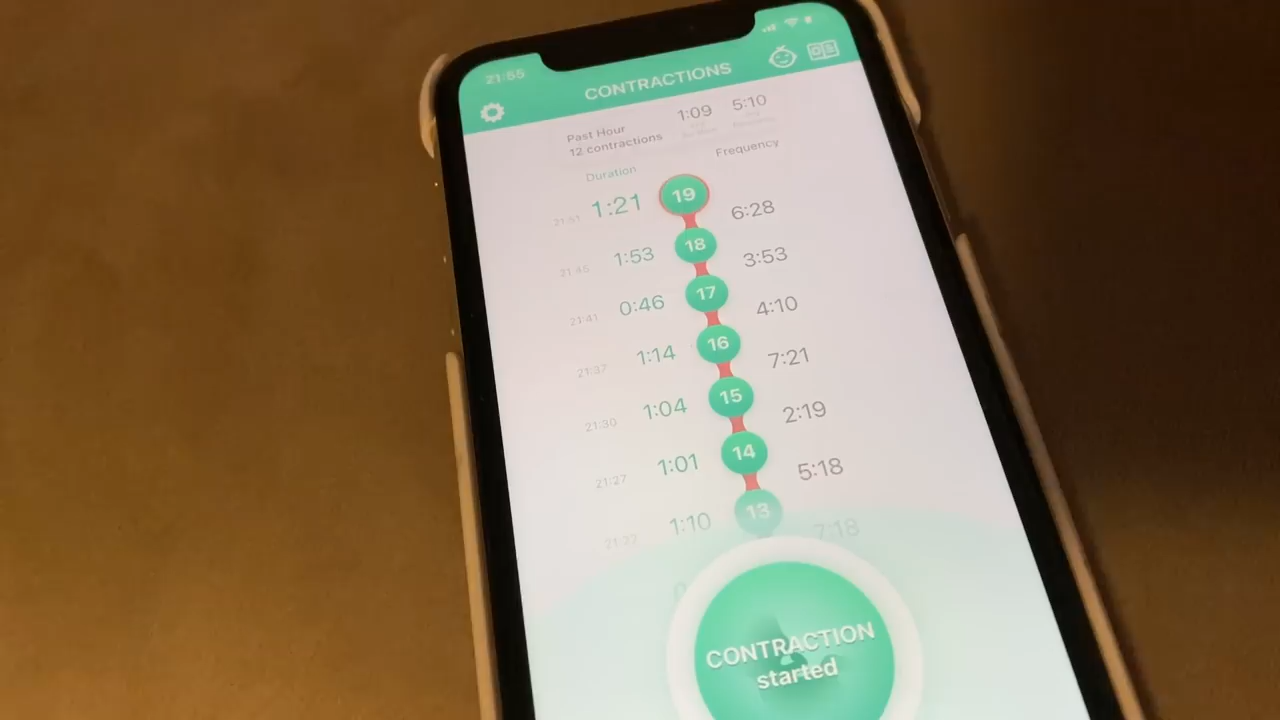 21:55
CONTRACTIONS
Past Hour
12 contractions
1:09
5:10
Duration
Frequency
21:51 1:21 19 6:28
21:45 1:53 18 3:53
21:41 0:46 17 4:10
21:37 1:14 16 7:21
21:30 1:04 15 2:19
21:27 1:01 14 5:18
21:22 1:10 13 7:18
CONTRACTION
started